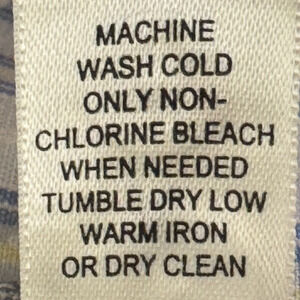 MACHINE
WASH COLD
ONLY NON-
CHLORINE BLEACH
WHEN NEEDED
TUMBLE DRY LOW
WARM IRON
OR DRY CLEAN